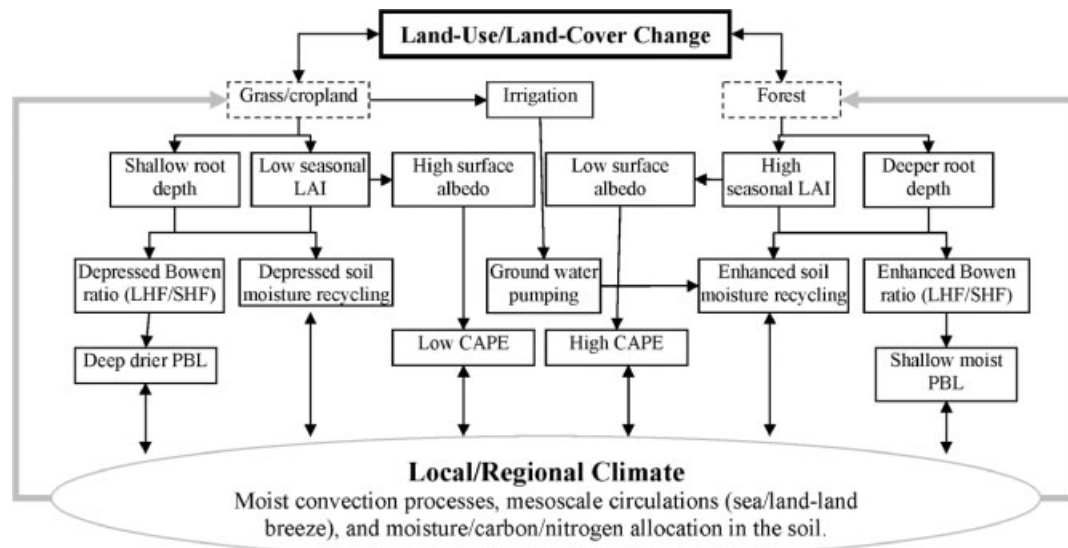 Land-Use/Land-Cover Change
Grass/cropland
Irrigation
Forest
Shallow root
depth
Low seasonal
LAI
High surface
albedo
Low surface
albedo
High
seasonal LAI
Deeper root
depth
Depressed Bowen
ratio (LHF/SHF)
Depressed soil
moisture recycling
Ground water
pumping
Enhanced soil
moisture recycling
Enhanced Bowen
ratio (LHF/SHF)
Deep drier PBL
Low CAPE
High CAPE
Shallow moist
PBL
Local/Regional Climate
Moist convection processes, mesoscale circulations (sea/land-land
breeze), and moisture/carbon/nitrogen allocation in the soil.